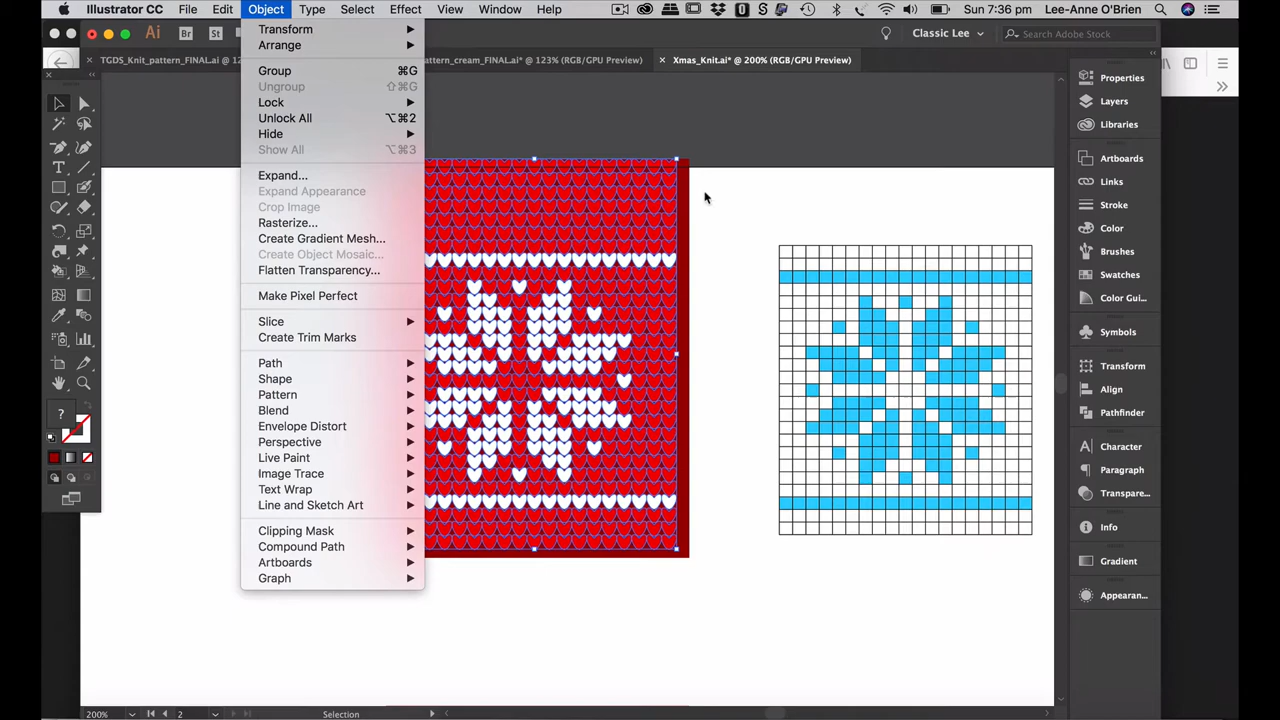 Illustrator CC File Edit Object Type Select Effect View Window Help Sun 7:36 pm Lee-Anne O'Brien
Ai Br St Classic Lee Search Adobe Stock
TGDS_Knit_pattern_FINAL.ai @ 12 attern_cream_FINAL.ai* @ 123% (RGB/GPU Preview) Xmas_Knit.ai* @ 200% (RGB/GPU Preview)
Transform
Arrange
Group ⌘G
Ungroup ⇧⌘G
Lock
Unlock All ⌥⌘2
Hide
Show All ⌥⌘3
Expand...
Expand Appearance
Crop Image
Rasterize...
Create Gradient Mesh...
Create Object Mosaic...
Flatten Transparency...
Make Pixel Perfect
Slice
Create Trim Marks
Path
Shape
Pattern
Blend
Envelope Distort
Perspective
Live Paint
Image Trace
Text Wrap
Line and Sketch Art
Clipping Mask
Compound Path
Artboards
Graph
?
Properties
Layers
Libraries
Artboards
Links
Stroke
Color
Brushes
Swatches
Color Gui...
Symbols
Transform
Align
Pathfinder
Character
Paragraph
Transpare...
Info
Gradient
Appearan...
200% 2 Selection